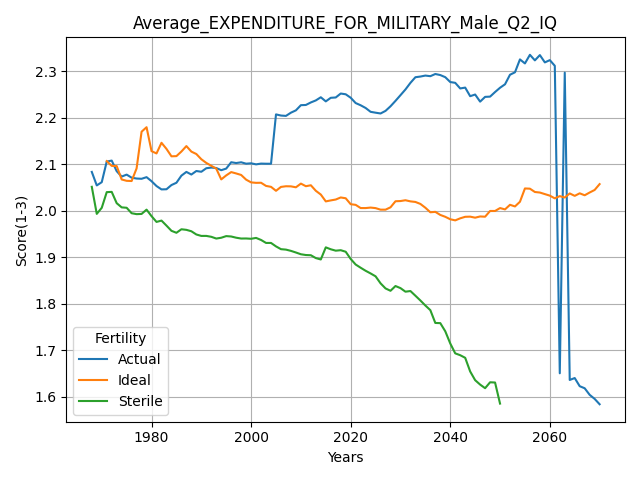 Average_EXPENDITURE_FOR_MILITARY_Male_Q2_IQ
Score(1-3)
2.3
2.2
2.1
2.0
1.9
1.8
1.7
1.6
Fertility
Actual
Ideal
Sterile
1980 2000 2020 2040 2060
Years